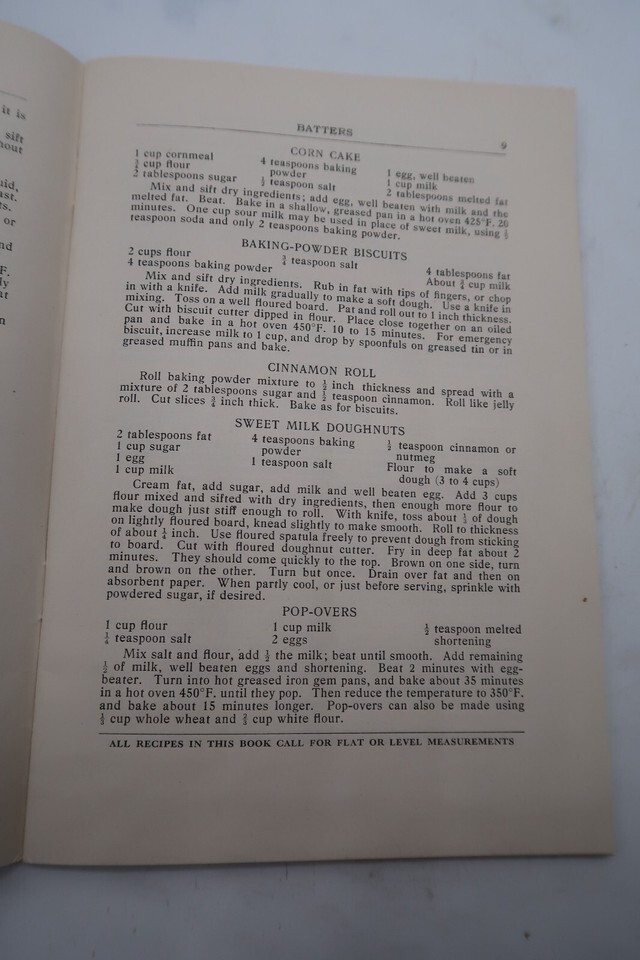 it is
sift
hout
uid,
ast.
ts.
or
nd
F.
ly
at
n
BATTERS
9
CORN CAKE
1 cup cornmeal 4 teaspoons baking 1 egg, well beaten
cup flour powder 1 cup milk
2 tablespoons sugar ½ teaspoon salt 2 tablespoons melted fat
Mix and sift dry ingredients; add egg, well beaten with milk and the
melted fat. Beat. Bake in a shallow, greased pan in a hot oven 425°F. 20
minutes. One cup sour milk may be used in place of sweet milk, using ½
teaspoon soda and only 2 teaspoons baking powder.
BAKING-POWDER BISCUITS
2 cups flour ¾ teaspoon salt 4 tablespoons fat
4 teaspoons baking powder About ¾ cup milk
Mix and sift dry ingredients. Rub in fat with tips of fingers, or chop
in with a knife. Add milk gradually to make a soft dough. Use a knife in
mixing. Toss on a well floured board. Pat and roll out to 1 inch thickness.
Cut with biscuit cutter dipped in flour. Place close together on an oiled
pan and bake in a hot oven 450°F. 10 to 15 minutes. For emergency
biscuit, increase milk to 1 cup, and drop by spoonfuls on greased tin or in
greased muffin pans and bake.
CINNAMON ROLL
Roll baking powder mixture to ½ inch thickness and spread with a
mixture of 2 tablespoons sugar and ½ teaspoon cinnamon. Roll like jelly
roll. Cut slices ¾ inch thick. Bake as for biscuits.
SWEET MILK DOUGHNUTS
2 tablespoons fat 4 teaspoons baking ½ teaspoon cinnamon or
1 cup sugar powder nutmeg
1 egg 1 teaspoon salt Flour to make a soft
1 cup milk dough (3 to 4 cups)
Cream fat, add sugar, add milk and well beaten egg. Add 3 cups
flour mixed and sifted with dry ingredients, then enough more flour to
make dough just stiff enough to roll. With knife, toss about ⅓ of dough
on lightly floured board, knead slightly to make smooth. Roll to thickness
of about ¼ inch. Use floured spatula freely to prevent dough from sticking
to board. Cut with floured doughnut cutter. Fry in deep fat about 2
minutes. They should come quickly to the top. Brown on one side, turn
and brown on the other. Turn but once. Drain over fat and then on
absorbent paper. When partly cool, or just before serving, sprinkle with
powdered sugar, if desired.
POP-OVERS
1 cup flour 1 cup milk ½ teaspoon melted
¼ teaspoon salt 2 eggs shortening
Mix salt and flour, add ½ the milk; beat until smooth. Add remaining
½ of milk, well beaten eggs and shortening. Beat 2 minutes with egg-
beater. Turn into hot greased iron gem pans, and bake about 35 minutes
in a hot oven 450°F. until they pop. Then reduce the temperature to 350°F.
and bake about 15 minutes longer. Pop-overs can also be made using
⅓ cup whole wheat and ⅔ cup white flour.
ALL RECIPES IN THIS BOOK CALL FOR FLAT OR LEVEL MEASUREMENTS